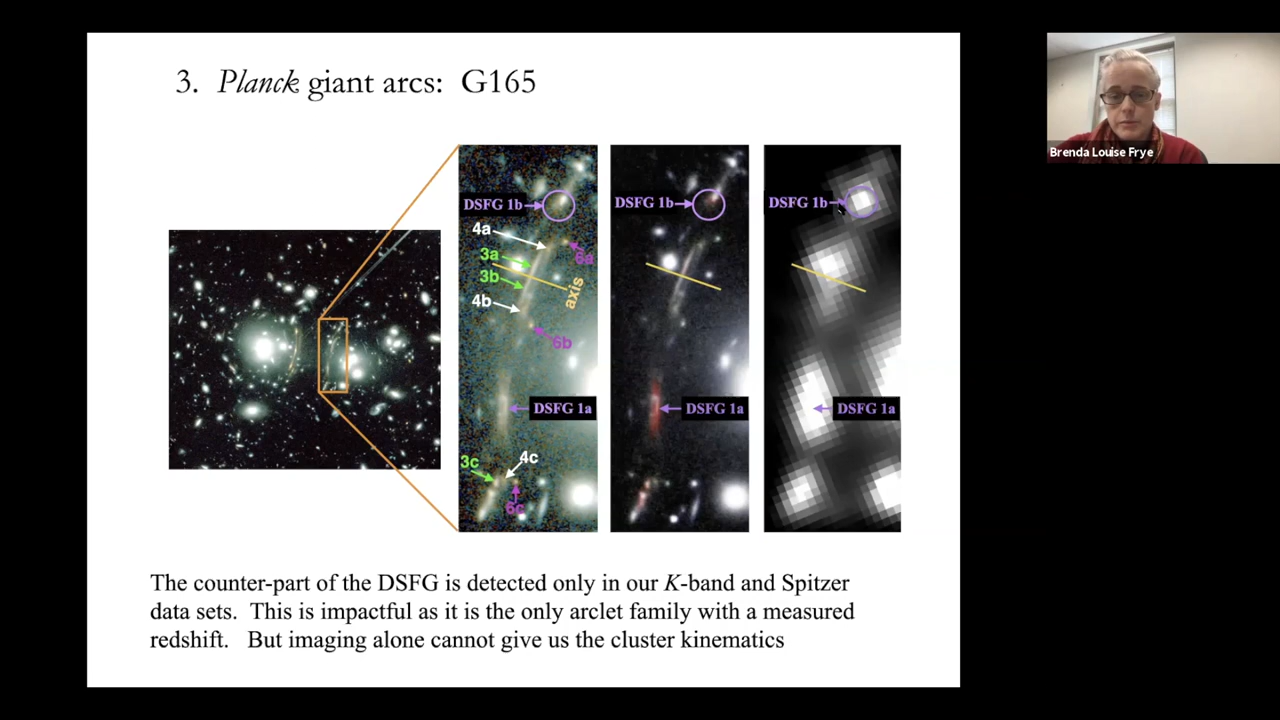 3. Planck giant arcs: G165
Brenda Louise Frye
DSFG 1b
4a
3a
6a
3b
axis
4b
6b
DSFG 1a
3c
4c
6c
DSFG 1b
DSFG 1a
DSFG 1b
DSFG 1a
The counter-part of the DSFG is detected only in our K-band and Spitzer
data sets. This is impactful as it is the only arclet family with a measured
redshift. But imaging alone cannot give us the cluster kinematics